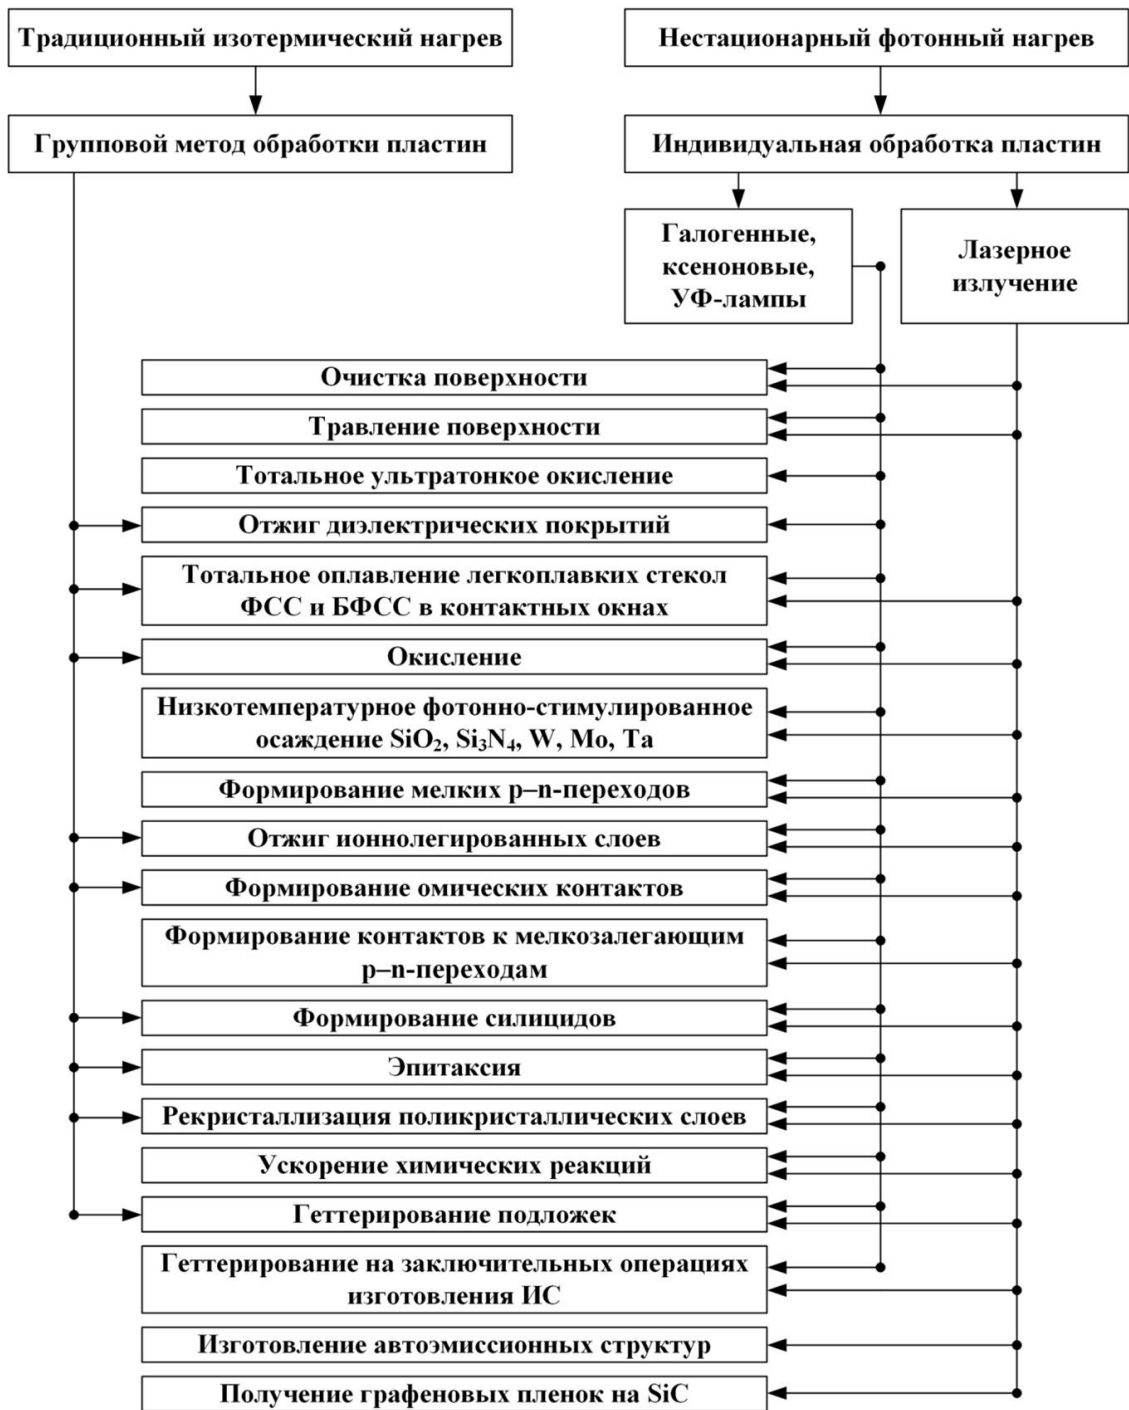 Традиционный изотермический нагрев
Нестационарный фотонный нагрев
Групповой метод обработки пластин
Индивидуальная обработка пластин
Галогенные,
ксеноновые,
УФ-лампы
Лазерное
излучение
Очистка поверхности
Травление поверхности
Тотальное ультратонкое окисление
Отжиг диэлектрических покрытий
Тотальное оплавление легкоплавких стекол
ФСС и БФСС в контактных окнах
Окисление
Низкотемпературное фотонно-стимулированное
осаждение SiO₂, Si₃N₄, W, Mo, Ta
Формирование мелких p–n-переходов
Отжиг ионнолегированных слоев
Формирование омических контактов
Формирование контактов к мелкозалегающим
p–n-переходам
Формирование силицидов
Эпитаксия
Рекристаллизация поликристаллических слоев
Ускорение химических реакций
Геттерирование подложек
Геттерирование на заключительных операциях
изготовления ИС
Изготовление автоэмиссионных структур
Получение графеновых пленок на SiC